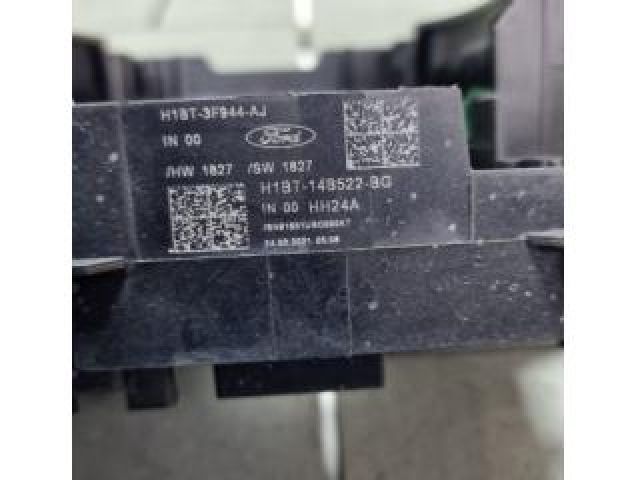 H1BT-3F944-AJ
IN 00 Ford
/HW 1827 /SW 1827
H1BT-14B522-BG
IN 00 HH24A